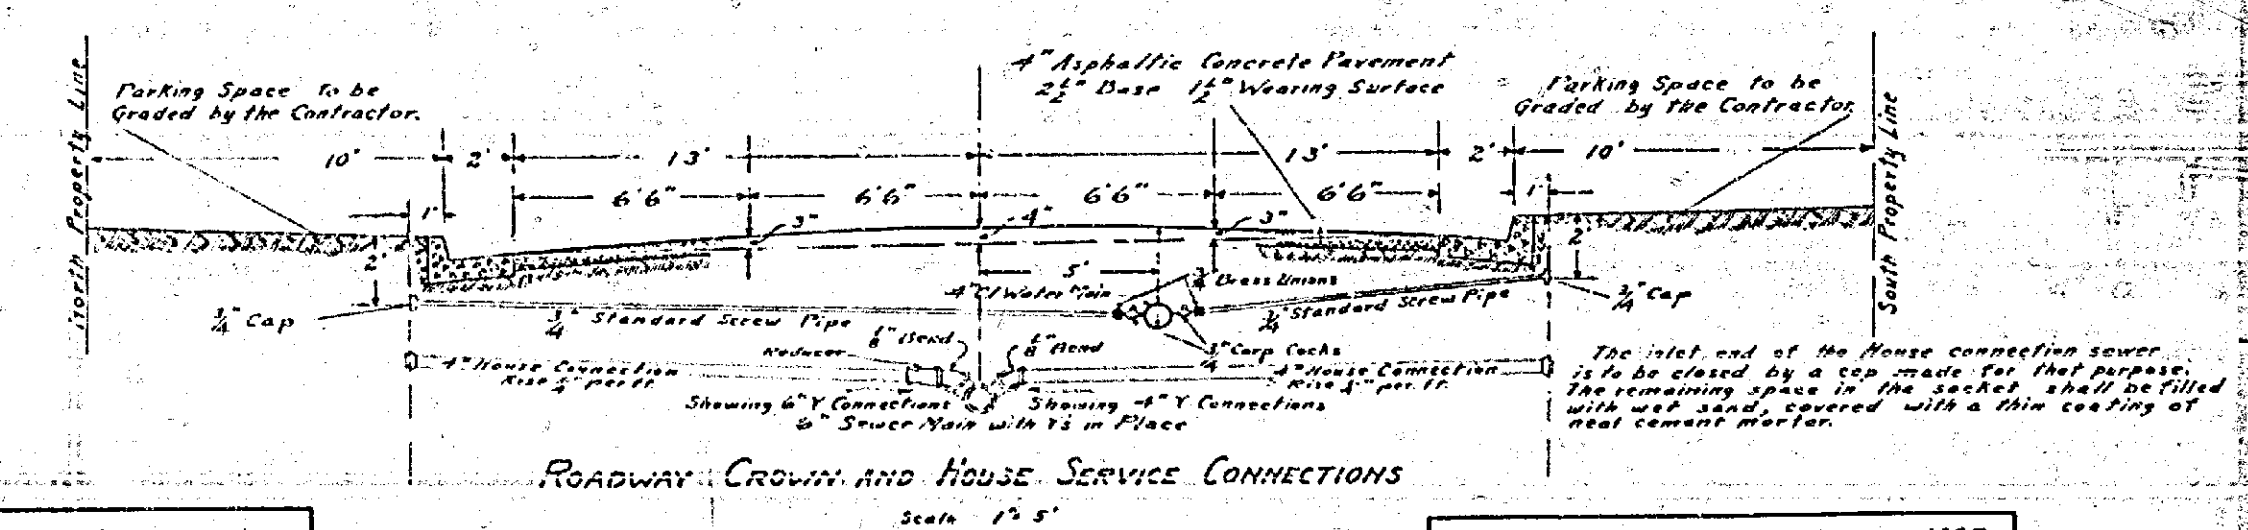 North Property Line
Parking Space to be
Graded by the Contractor.
4" Asphaltic Concrete Pavement
2½" Base 1½" Wearing Surface
Parking Space to be
Graded by the Contractor.
South Property Line
10' 2' 13' 13' 2' 10'
1' 6'6" 6'6" 6'6" 6'6" 1'
3" 4" 3"
2' 2'
5'
4" CI Water Main
¾" Brass Unions
¾" Cap
¾" Cap
¾" Standard Screw Pipe
¾" Standard Screw Pipe
Reducer
⅛" Bend
⅛" Bend
¾" Corp Cocks
4" House Connection
Rise ¼" per ft.
4" House Connection
Rise ¼" per. ft.
Showing 6" Y Connections
Showing 4" Y Connections
6" Sewer Main with Ys in Place
The inlet end of the House connection sewer
is to be closed by a cap made for that purpose.
The remaining space in the socket shall be filled
with wet sand, covered with a thin coating of
neat cement mortar.
ROADWAY CROWN AND HOUSE SERVICE CONNECTIONS
Scale 1"= 5'